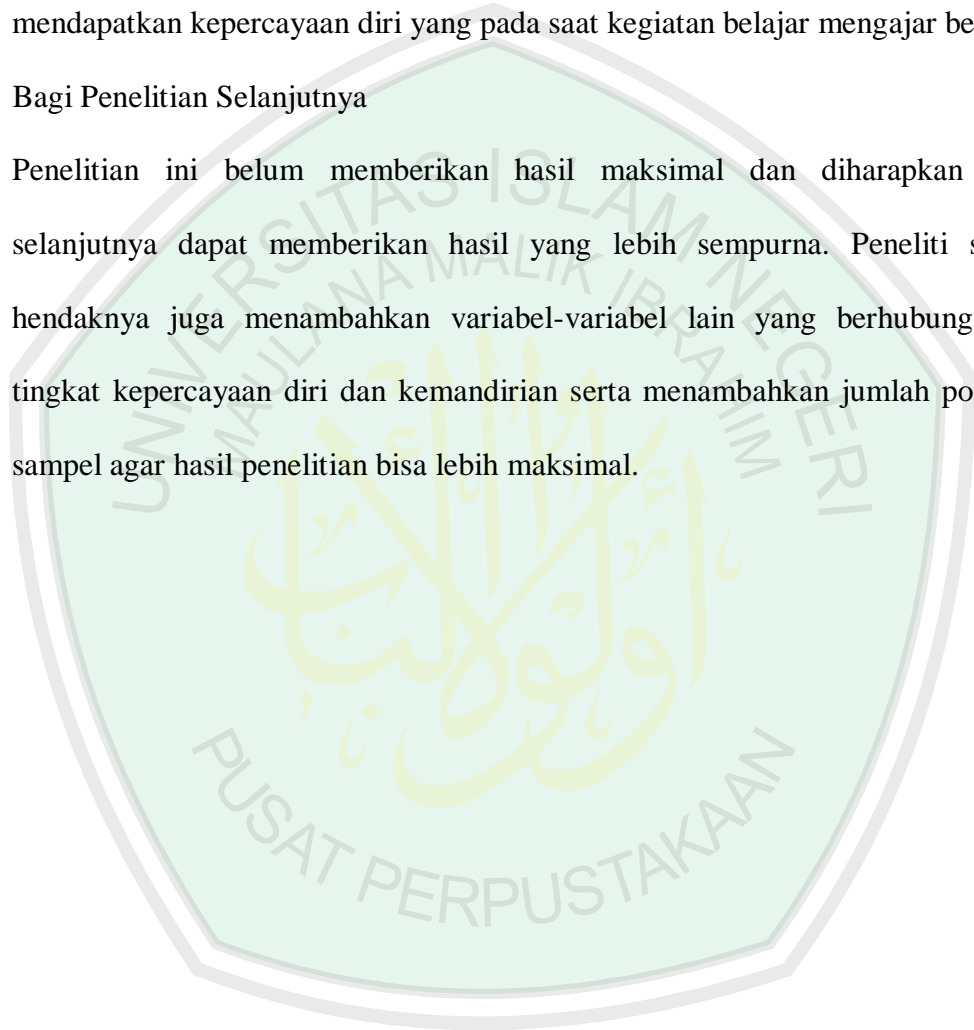 mendapatkan kepercayaan diri yang pada saat kegiatan belajar mengajar be
Bagi Penelitian Selanjutnya
Penelitian ini belum memberikan hasil maksimal dan diharapkan
selanjutnya dapat memberikan hasil yang lebih sempurna. Peneliti s
hendaknya juga menambahkan variabel-variabel lain yang berhubung
tingkat kepercayaan diri dan kemandirian serta menambahkan jumlah po
sampel agar hasil penelitian bisa lebih maksimal.
UNIVERSITAS ISLAM NEGERI
MAULANA MALIK IBRAHIM
أولوا الألباب
PUSAT PERPUSTAKAAN